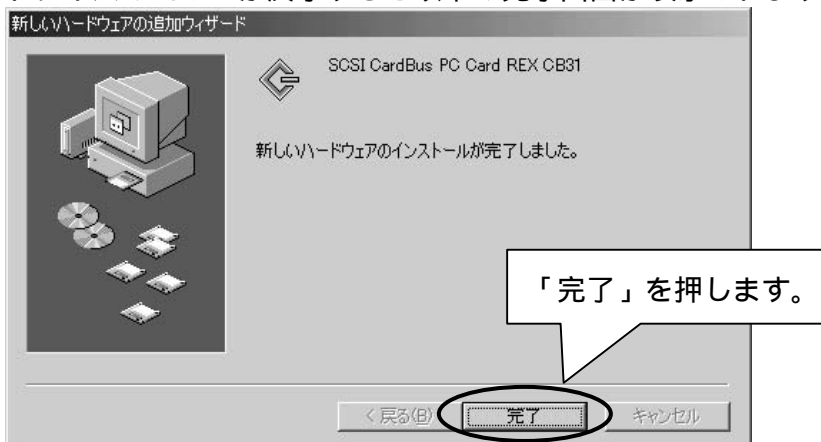 新しいハードウェアの追加ウィザード
SCSI CardBus PC Card REX CB31
新しいハードウェアのインストールが完了しました。
「完了」を押します。
< 戻る(B)
完了
キャンセル